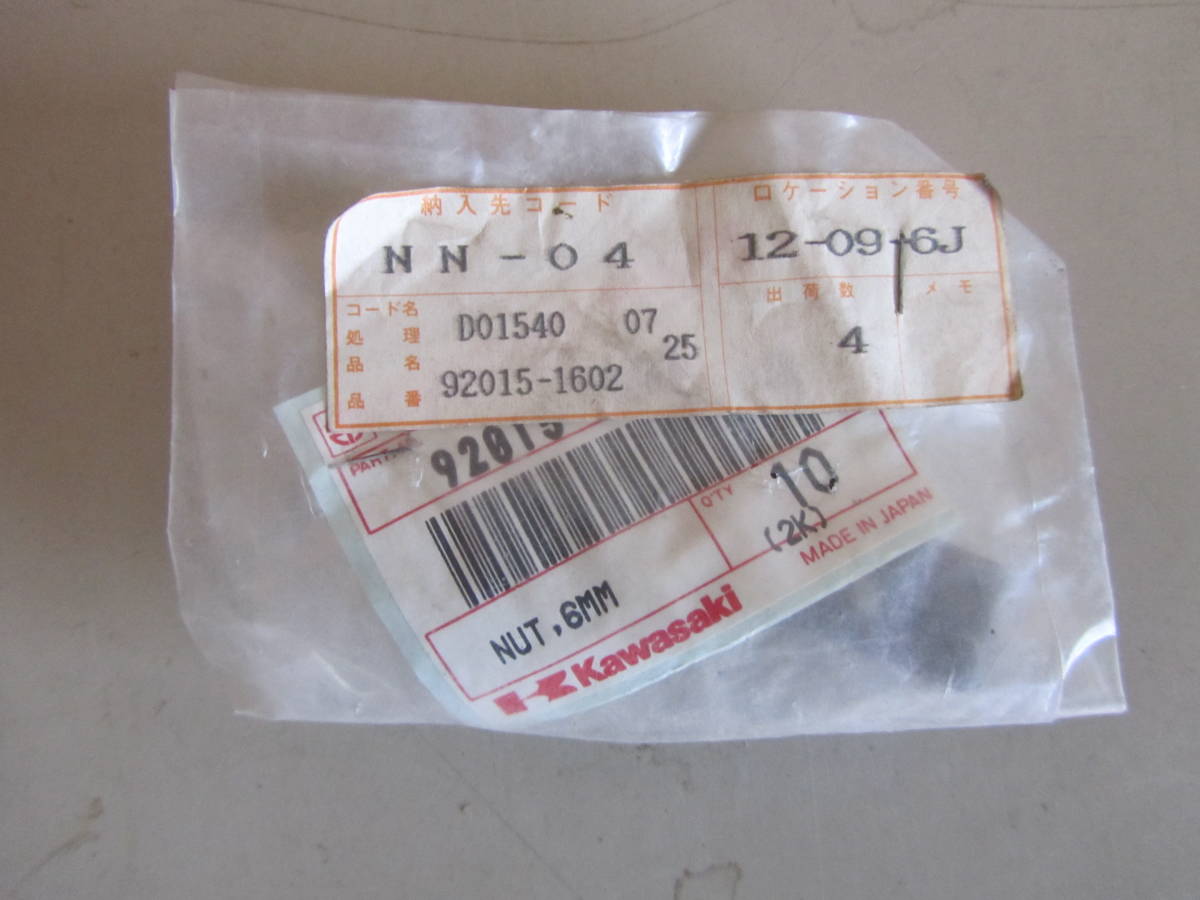 納入先コード
ロケーション番号
NN-04
12-09-6J
コード名
処理
品名
品番
D01540 07
25
92015-1602
出荷数
メモ
4
92015
Q'TY
10
(2K)
MADE IN JAPAN
NUT,6MM
Kawasaki